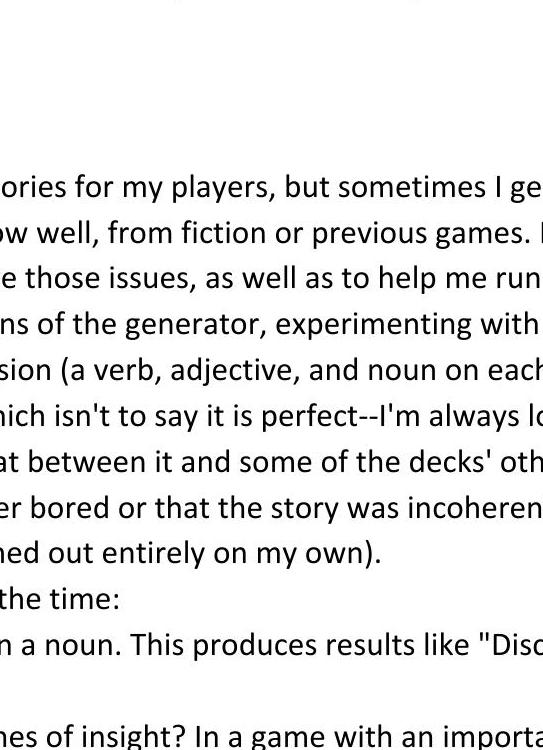 ories for my players, but sometimes I ge
ow well, from fiction or previous games. I
e those issues, as well as to help me run
ns of the generator, experimenting with
sion (a verb, adjective, and noun on each
hich isn't to say it is perfect--I'm always lo
at between it and some of the decks' oth
er bored or that the story was incoheren
ned out entirely on my own).
the time:
n a noun. This produces results like "Disc
nes of insight? In a game with an importa